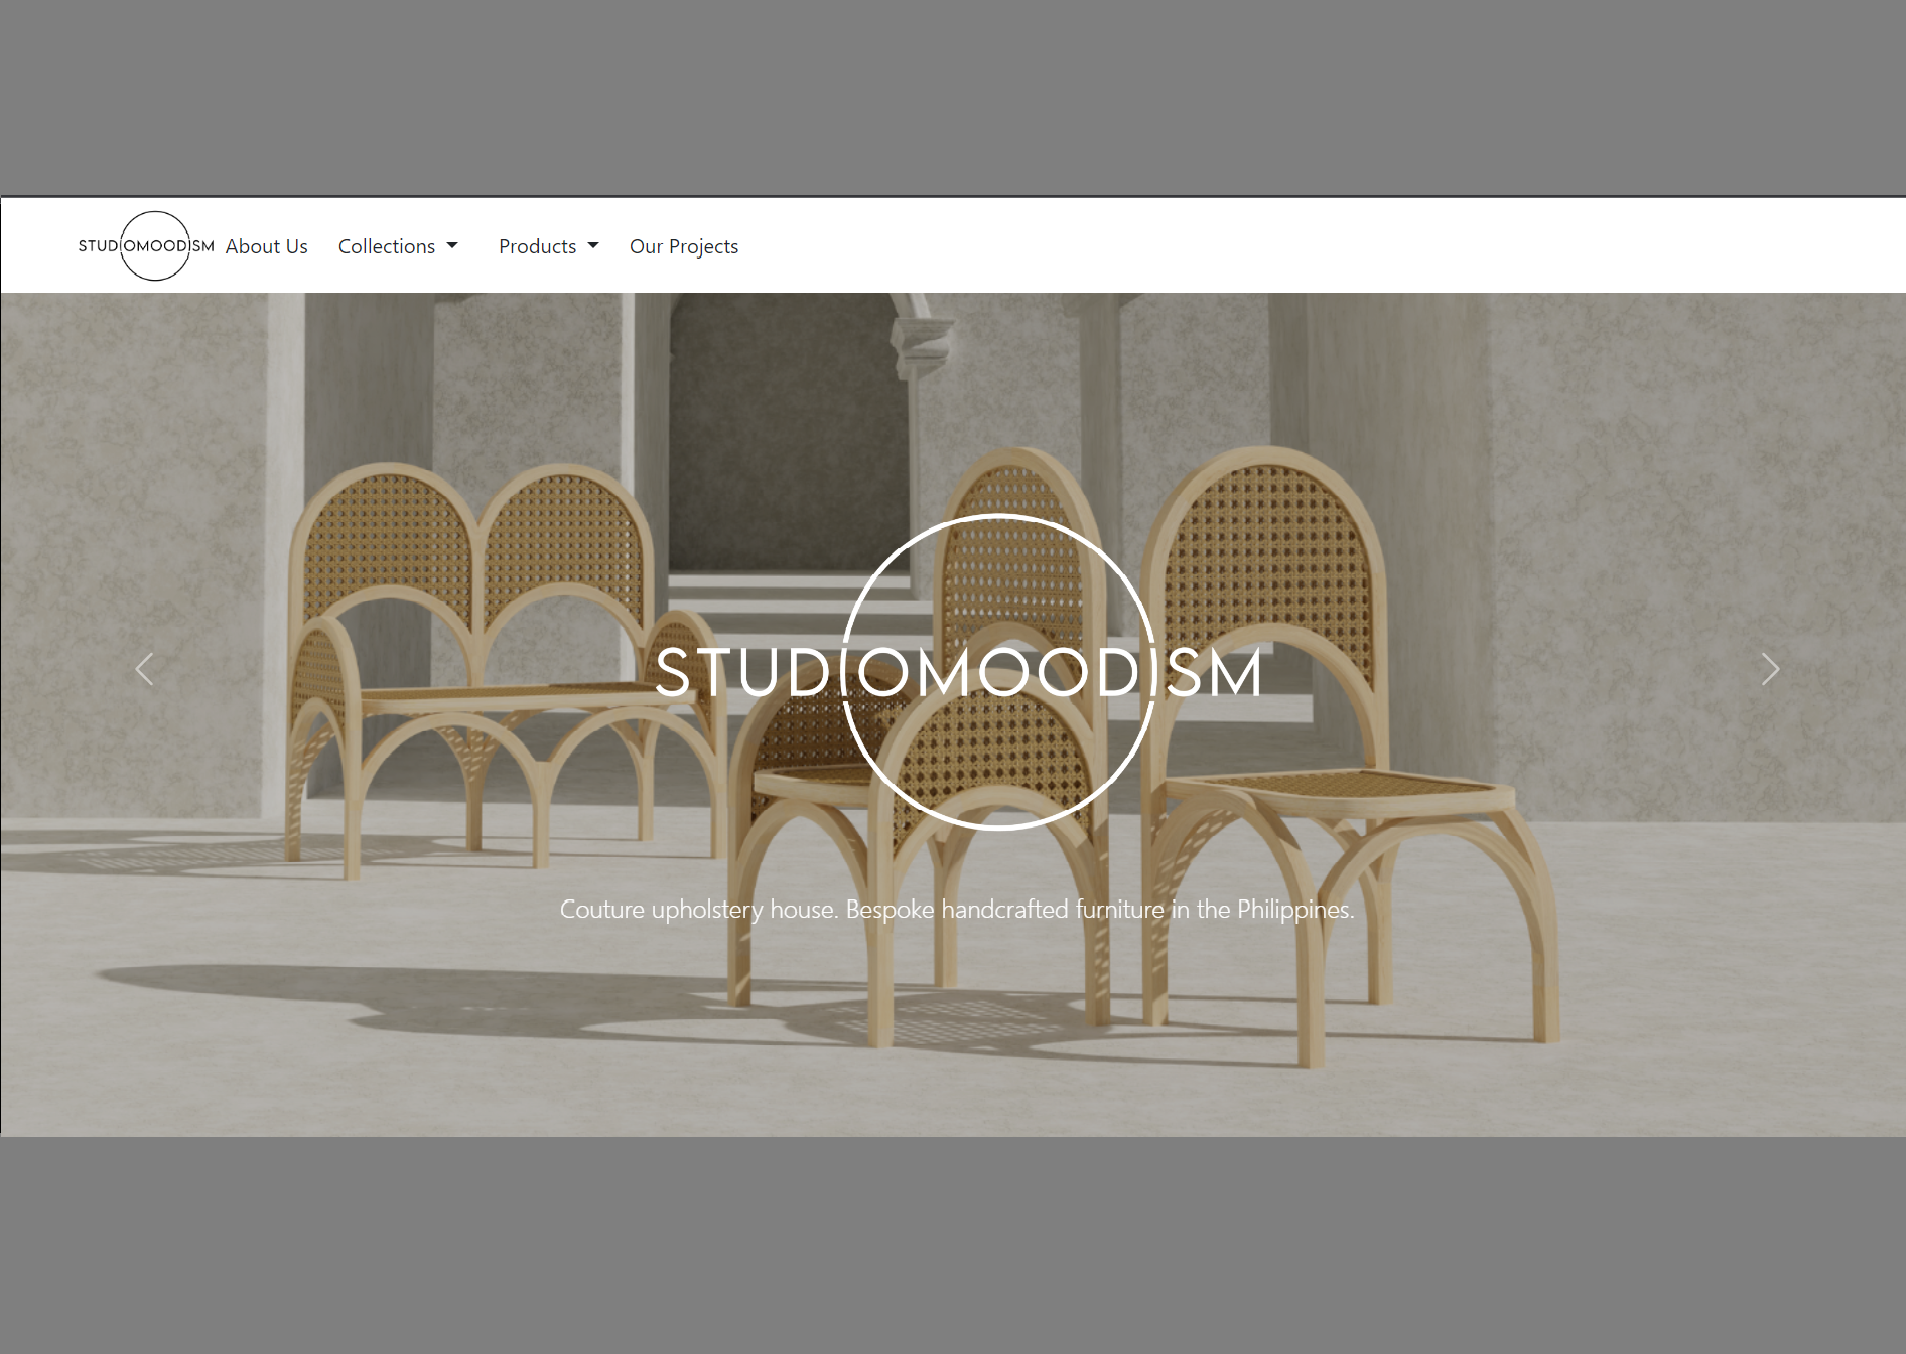 STUDIOMOODISM About Us Collections Products Our Projects
STUDIOMOODISM
Couture upholstery house. Bespoke handcrafted furniture in the Philippines.